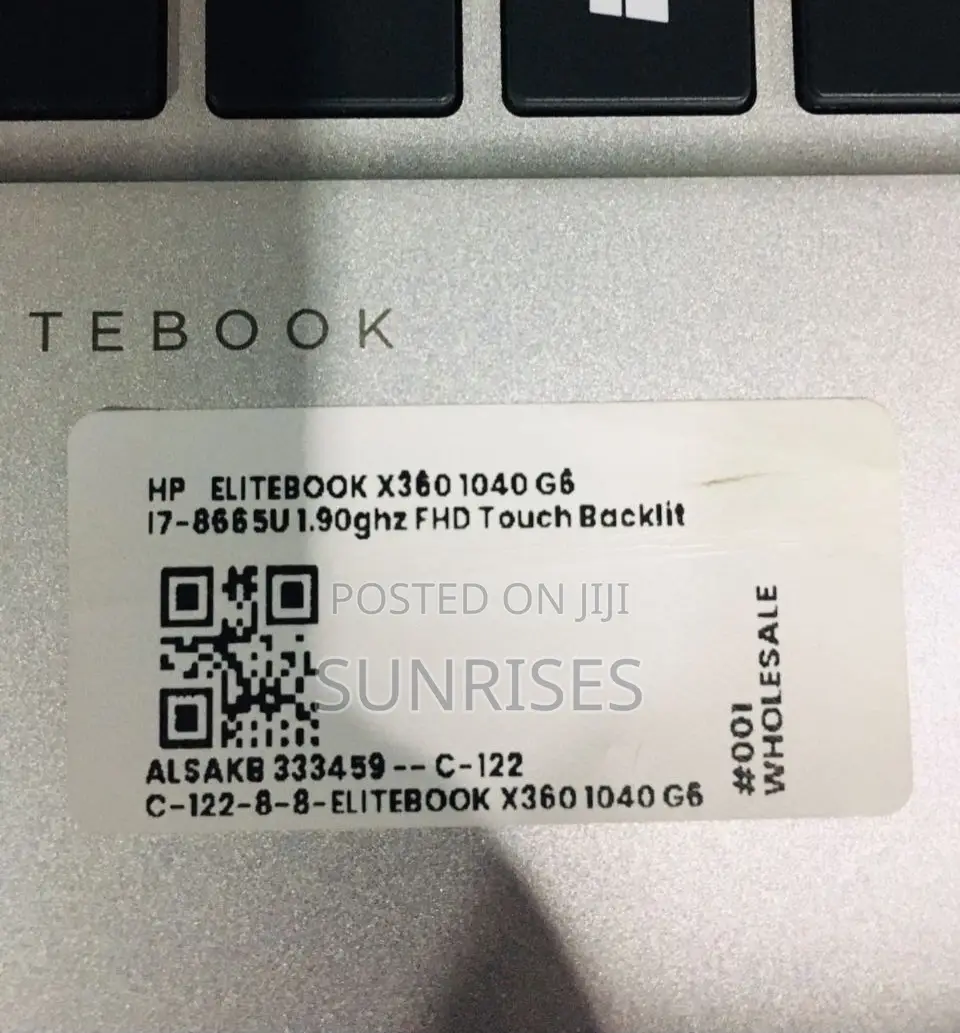 TEBOOK
HP ELITEBOOK X360 1040 G6
I7-8665U 1.90ghz FHD Touch Backlit
POSTED ON JIJI
SUNRISES
#001
WHOLESALE
ALSAKB 333459 -- C-122
C-122-8-8-ELITEBOOK X360 1040 G6